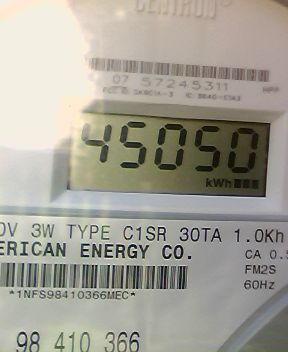 CENTRON®
07 57245311
45050
kWh
3W TYPE C1SR 30TA 1.0Kh
ERICAN ENERGY CO.
CA 0.5
FM2S
60Hz
*1NFS98410366MEC*
98 410 366